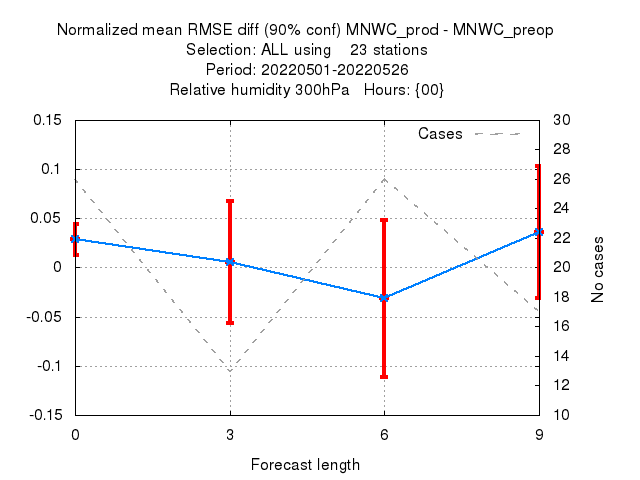 Normalized mean RMSE diff (90% conf) MNWC_prod - MNWC_preop
Selection: ALL using    23 stations
Period: 20220501-20220526
Relative humidity 300hPa   Hours: {00}
Cases
0.15
0.1
0.05
0
-0.05
-0.1
-0.15
30
28
26
24
22
20
18
16
14
12
10
No cases
0 3 6 9
Forecast length